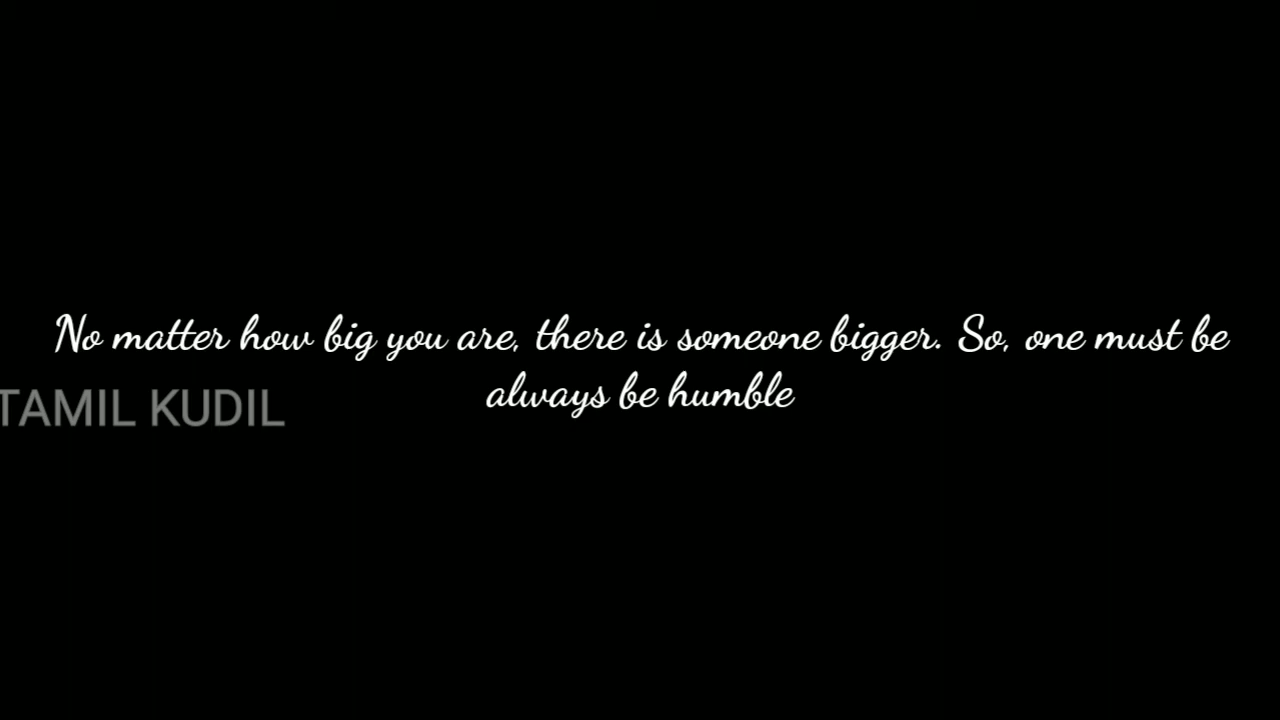 No matter how big you are, there is someone bigger. So, one must be
always be humble
TAMIL KUDIL